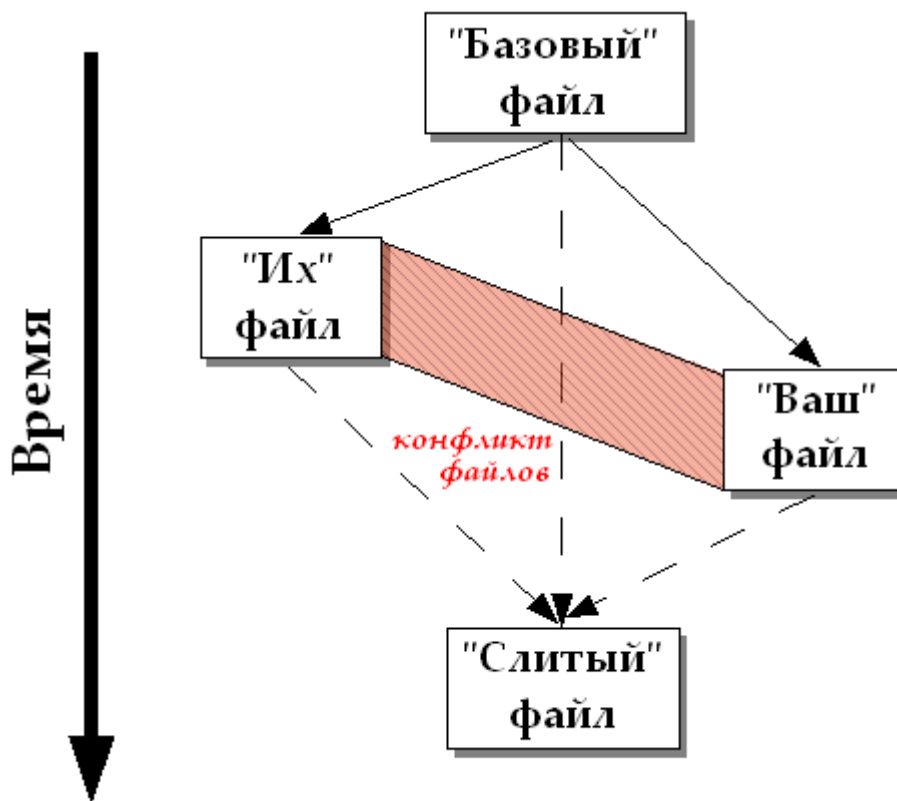 "Базовый"
файл
"Их"
файл
Время
"Ваш"
файл
конфликт
файлов
"Слитый"
файл